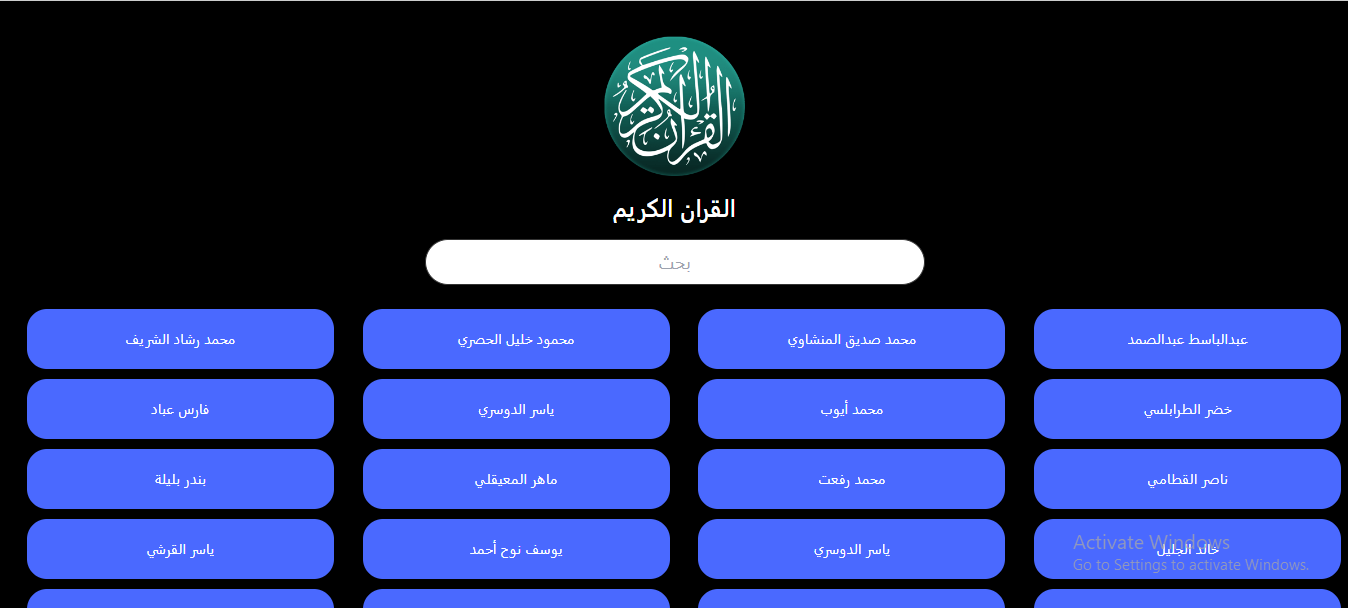 القرآن الكريم
القران الكريم
بحث
عبدالباسط عبدالصمد
محمد صديق المنشاوي
محمود خليل الحصري
محمد رشاد الشريف
خضر الطرابلسي
محمد أيوب
ياسر الدوسري
فارس عباد
ناصر القطامي
محمد رفعت
ماهر المعيقلي
بندر بليلة
خالد الجليل
ياسر الدوسري
يوسف نوح أحمد
ياسر القرشي
Activate Windows
Go to Settings to activate Windows.